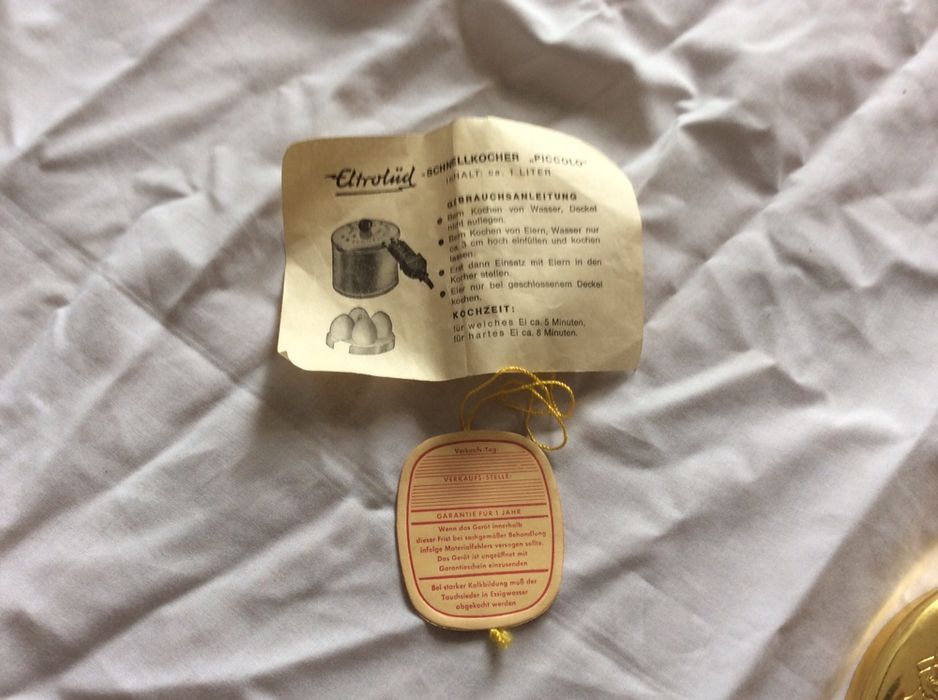 Eltrolüd -SCHNELLKOCHER „PICCOLO"
INHALT: ca. 1 LITER
GEBRAUCHSANLEITUNG
Beim Kochen von Wasser, Deckel
nicht auflegen.
Beim Kochen von Eiern, Wasser nur
ca. 3 cm hoch einfüllen und kochen
lassen.
Erst dann Einsatz mit Eiern in den
Kocher stellen.
Eier nur bei geschlossenem Deckel
kochen.
KOCHZEIT:
für weiches Ei ca. 5 Minuten,
für hartes Ei ca. 8 Minuten.
Verkaufs-Tag:
VERKAUFS-STELLE:
GARANTIE FÜR 1 JAHR
Wenn das Gerät innerhalb
dieser Frist bei sachgemäßer Behandlung
infolge Materialfehlers versagen sollte.
Das Gerät ist ungeöffnet mit
Garantieschein einzusenden
Bei starker Kalkbildung muß der
Tauchsieder in Essigwasser
abgekocht werden